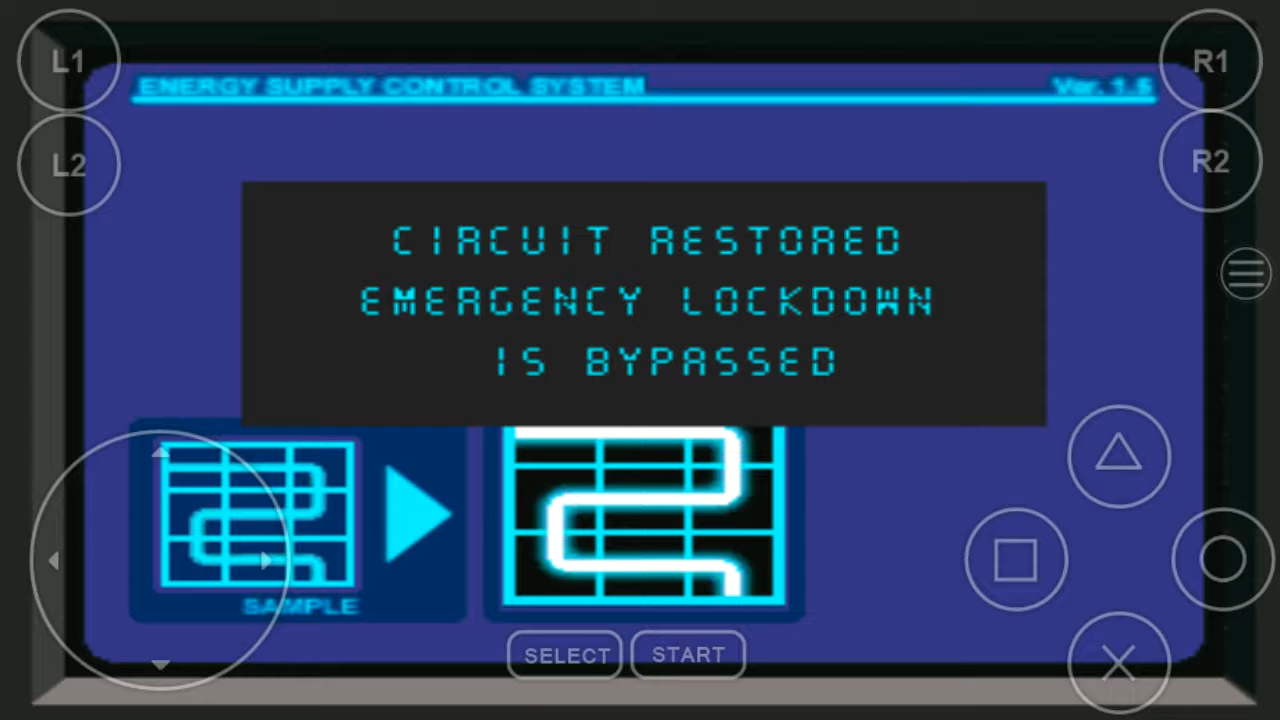 L1
R1
ENERGY SUPPLY CONTROL SYSTEM Ver. 1.5
L2
R2
CIRCUIT RESTORED
EMERGENCY LOCKDOWN
IS BYPASSED
SAMPLE
SELECT
START